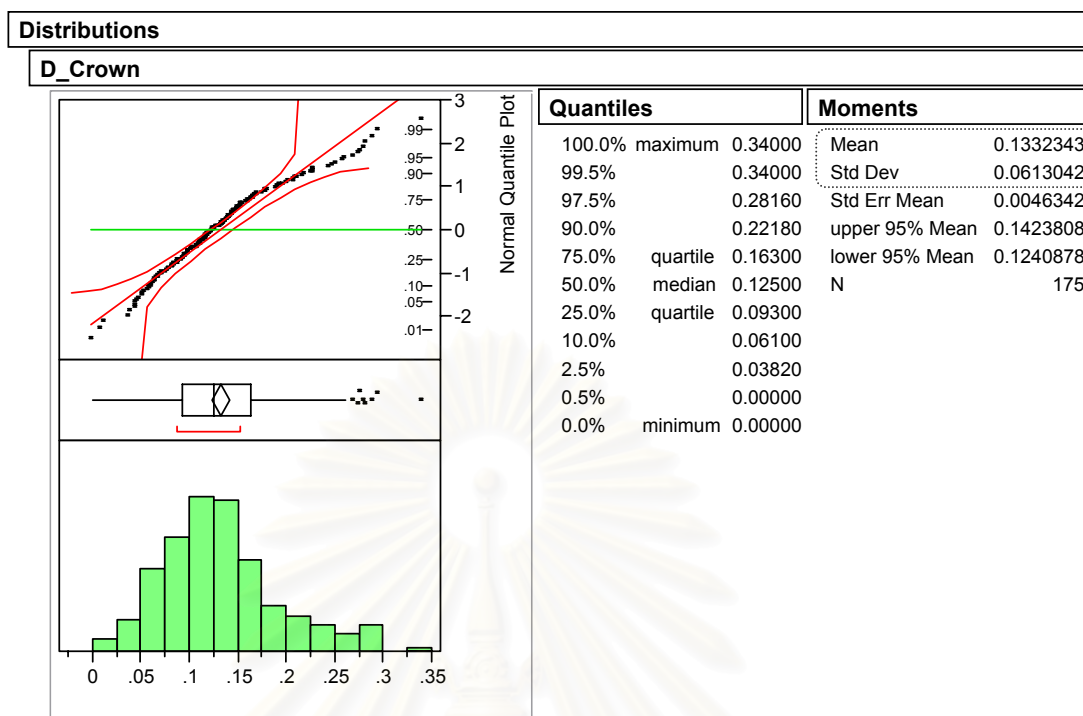 Distributions
D_Crown
3
2
1
0
-1
-2
.99
.95
.90
.75
.50
.25
.10
.05
.01
Normal Quantile Plot
0 .05 .1 .15 .2 .25 .3 .35
Quantiles
100.0% maximum 0.34000
99.5% 0.34000
97.5% 0.28160
90.0% 0.22180
75.0% quartile 0.16300
50.0% median 0.12500
25.0% quartile 0.09300
10.0% 0.06100
2.5% 0.03820
0.5% 0.00000
0.0% minimum 0.00000
Moments
Mean 0.1332343
Std Dev 0.0613042
Std Err Mean 0.0046342
upper 95% Mean 0.1423808
lower 95% Mean 0.1240878
N 175